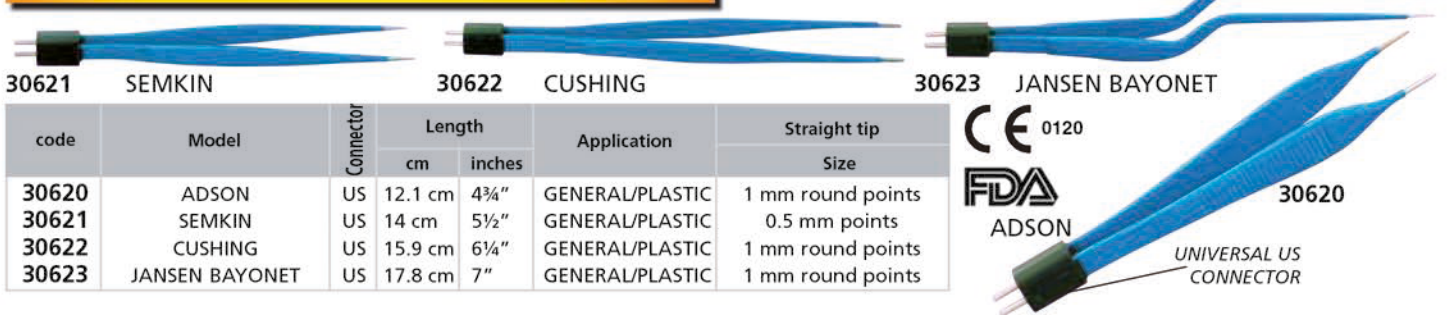 30621 SEMKIN
30622 CUSHING
30623 JANSEN BAYONET
code Model Connector Length Application Straight tip
cm inches Size
30620 ADSON US 12.1 cm 4¾” GENERAL/PLASTIC 1 mm round points
30621 SEMKIN US 14 cm 5½” GENERAL/PLASTIC 0.5 mm points
30622 CUSHING US 15.9 cm 6¼” GENERAL/PLASTIC 1 mm round points
30623 JANSEN BAYONET US 17.8 cm 7” GENERAL/PLASTIC 1 mm round points
CE 0120
FDA
ADSON
30620
UNIVERSAL US
CONNECTOR